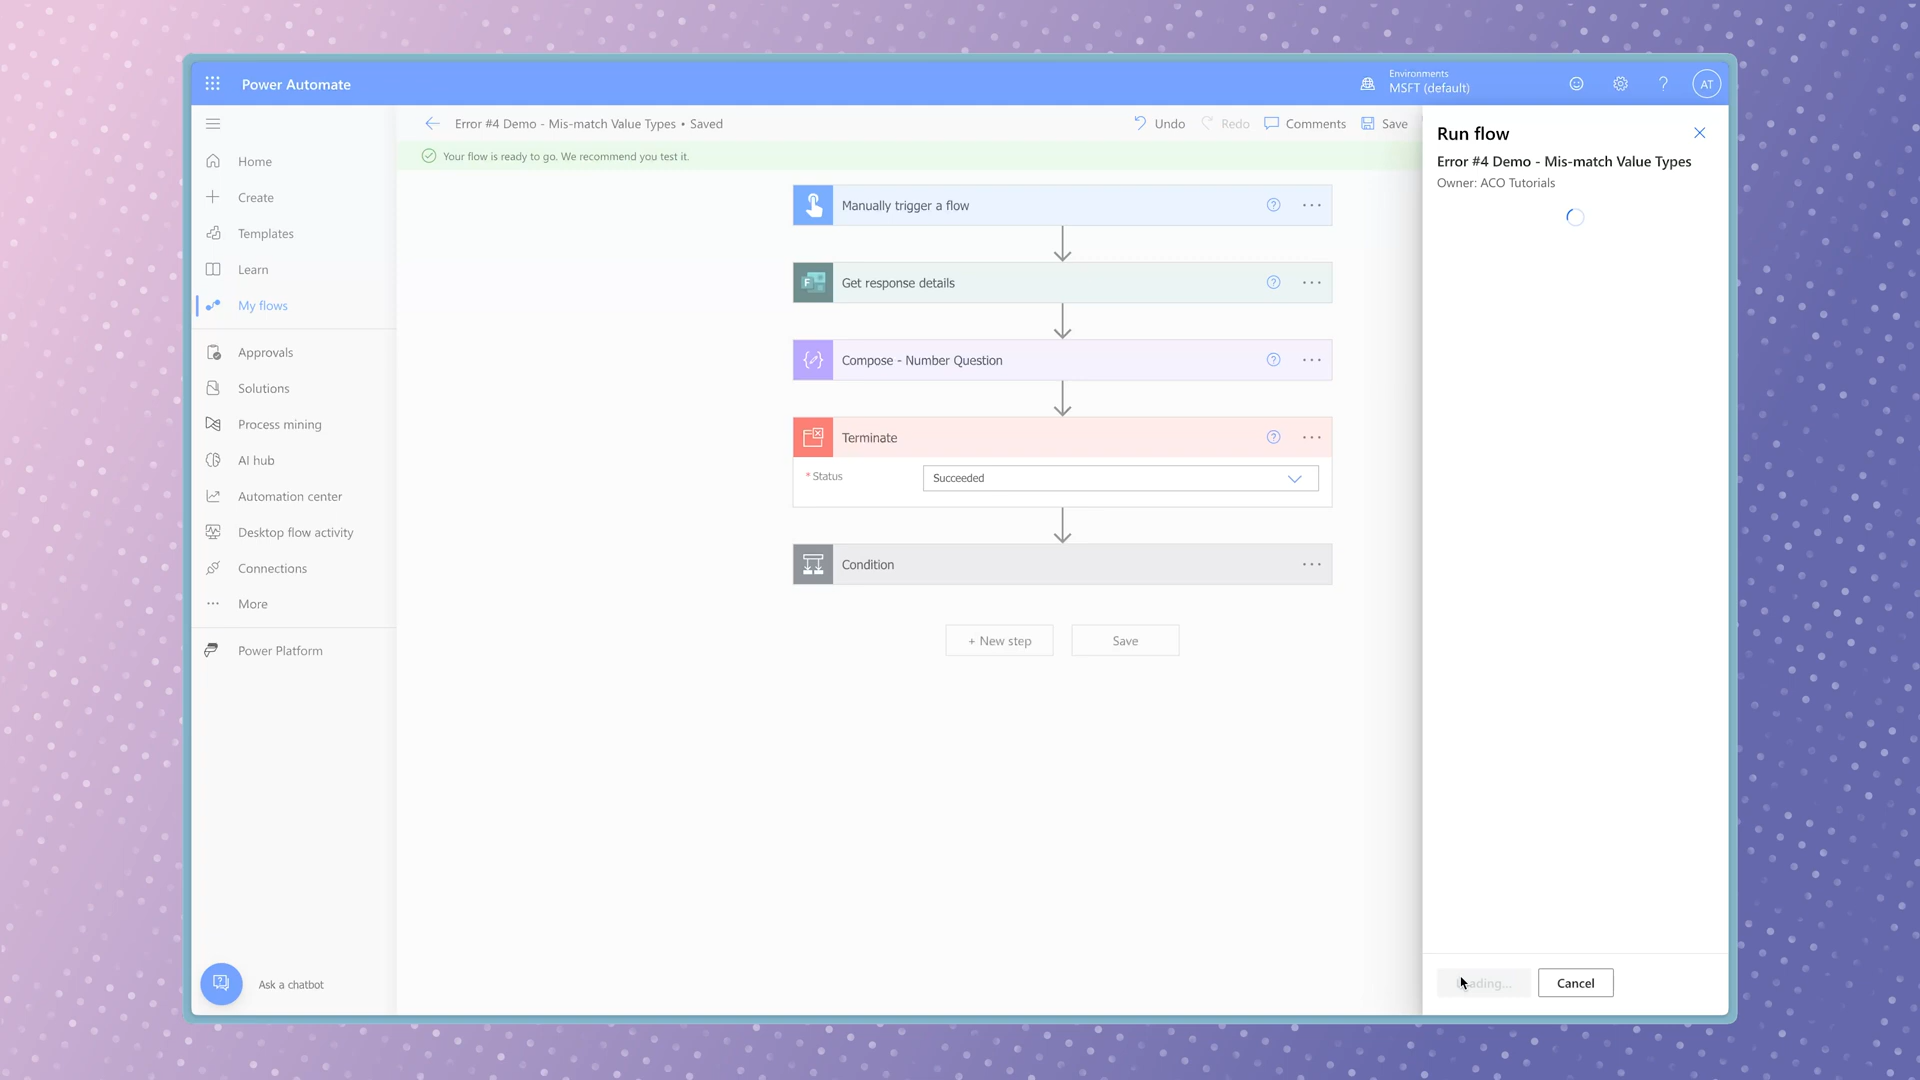 Power Automate
Environments
MSFT (default)
?
AT
Error #4 Demo - Mis-match Value Types • Saved
Undo
Redo
Comments
Save
Your flow is ready to go. We recommend you test it.
Home
Create
Templates
Learn
My flows
Approvals
Solutions
Process mining
AI hub
Automation center
Desktop flow activity
Connections
More
Power Platform
Ask a chatbot
Manually trigger a flow
Get response details
Compose - Number Question
Terminate
* Status
Succeeded
Condition
+ New step
Save
Run flow
Error #4 Demo - Mis-match Value Types
Owner: ACO Tutorials
Cancel